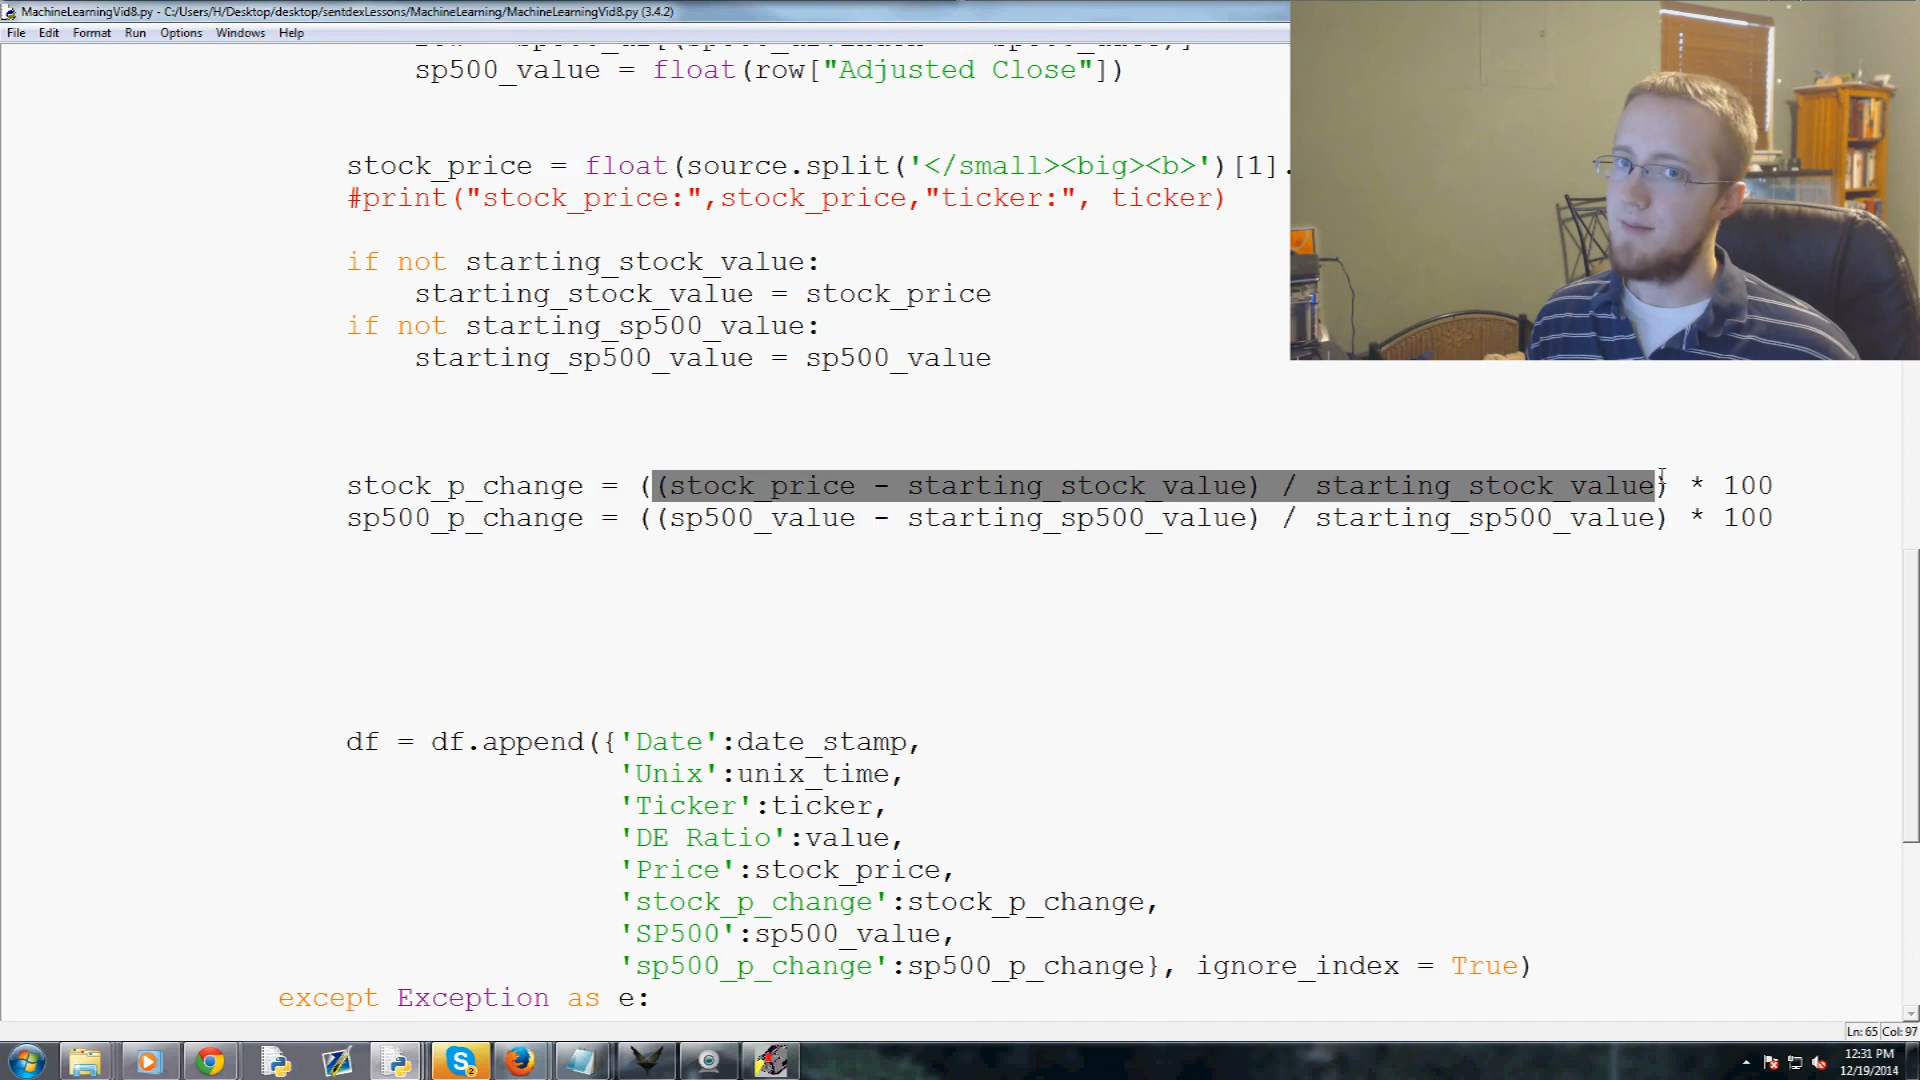 MachineLearningVid8.py - C:/Users/H/Desktop/desktop/sentdexLessons/MachineLearning/MachineLearningVid8.py (3.4.2)
File Edit Format Run Options Windows Help
sp500_value = float(row["Adjusted Close"])
stock_price = float(source.split('</small><big><b>')[1].
#print("stock_price:",stock_price,"ticker:", ticker)
if not starting_stock_value:
starting_stock_value = stock_price
if not starting_sp500_value:
starting_sp500_value = sp500_value
stock_p_change = ((stock_price - starting_stock_value) / starting_stock_value) * 100
sp500_p_change = ((sp500_value - starting_sp500_value) / starting_sp500_value) * 100
df = df.append({'Date':date_stamp,
'Unix':unix_time,
'Ticker':ticker,
'DE Ratio':value,
'Price':stock_price,
'stock_p_change':stock_p_change,
'SP500':sp500_value,
'sp500_p_change':sp500_p_change}, ignore_index = True)
except Exception as e:
Ln: 65 Col: 97
12:31 PM
12/19/2014